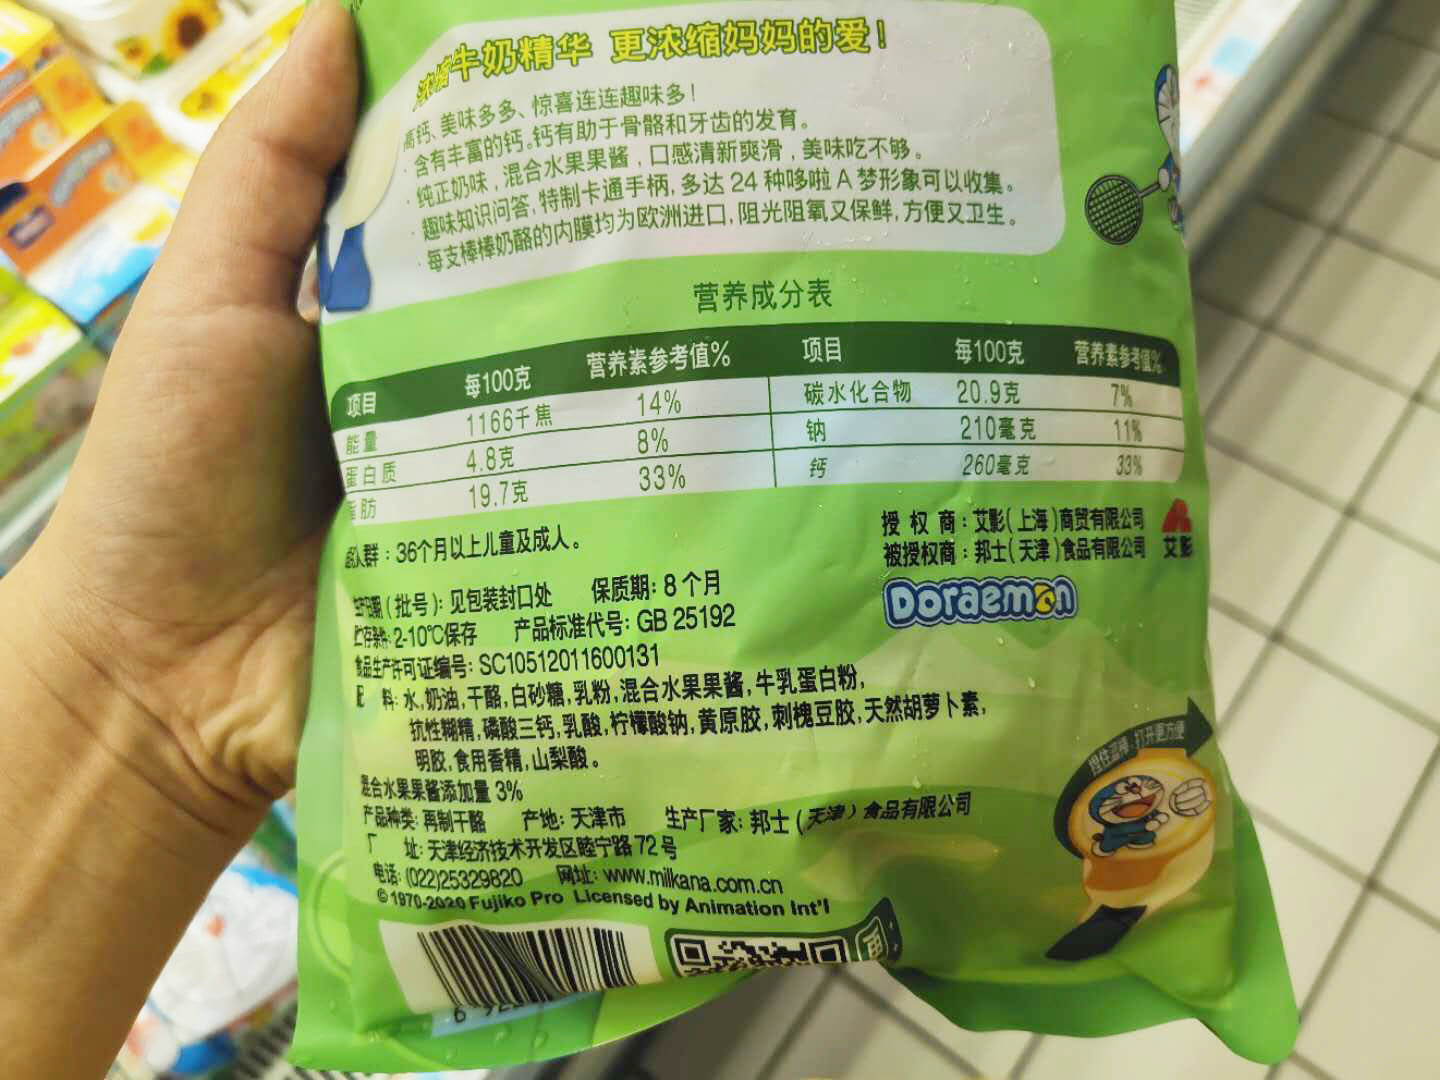 浓缩牛奶精华 更浓缩妈妈的爱！
高钙、美味多多、惊喜连连趣味多！
· 含有丰富的钙。钙有助于骨骼和牙齿的发育。
· 纯正奶味，混合水果果酱，口感清新爽滑，美味吃不够。
· 趣味知识问答，特制卡通手柄，多达24种哆啦A梦形象可以收集。
· 每支棒棒奶酪的内膜均为欧洲进口，阻光阻氧又保鲜，方便又卫生。
营养成分表
项目 每100克 营养素参考值% 项目 每100克 营养素参考值%
能量 1166千焦 14% 碳水化合物 20.9克 7%
蛋白质 4.8克 8% 钠 210毫克 11%
脂肪 19.7克 33% 钙 260毫克 33%
人群：36个月以上儿童及成人。
授 权 商：艾影（上海）商贸有限公司
被授权商：邦士（天津）食品有限公司
艾影
Doraemon
生产日期（批号）：见包装封口处 保质期：8个月
贮存条件：2-10℃保存 产品标准代号：GB 25192
食品生产许可证编号：SC10512011600131
配 料：水,奶油,干酪,白砂糖,乳粉,混合水果果酱,牛乳蛋白粉,
抗性糊精,磷酸三钙,乳酸,柠檬酸钠,黄原胶,刺槐豆胶,天然胡萝卜素,
明胶,食用香精,山梨酸。
混合水果果酱添加量 3%
产品种类：再制干酪 产地：天津市 生产厂家：邦士（天津）食品有限公司
厂 址：天津经济技术开发区睦宁路72号
电话：(022)25329820 网址：www.milkana.com.cn
©1970-2020 Fujiko Pro Licensed by Animation Int'l
打开更方便